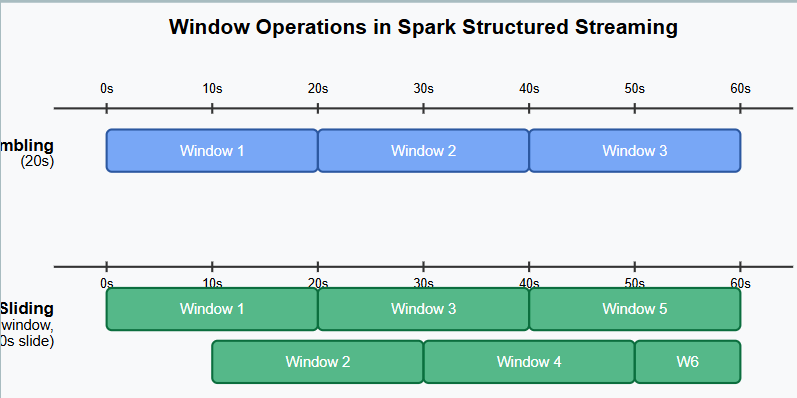 Window Operations in Spark Structured Streaming
0s 10s 20s 30s 40s 50s 60s
mbling
(20s)
Window 1 Window 2 Window 3
0s 10s 20s 30s 40s 50s 60s
Sliding
window,
0s slide)
Window 1 Window 3 Window 5
Window 2 Window 4 W6